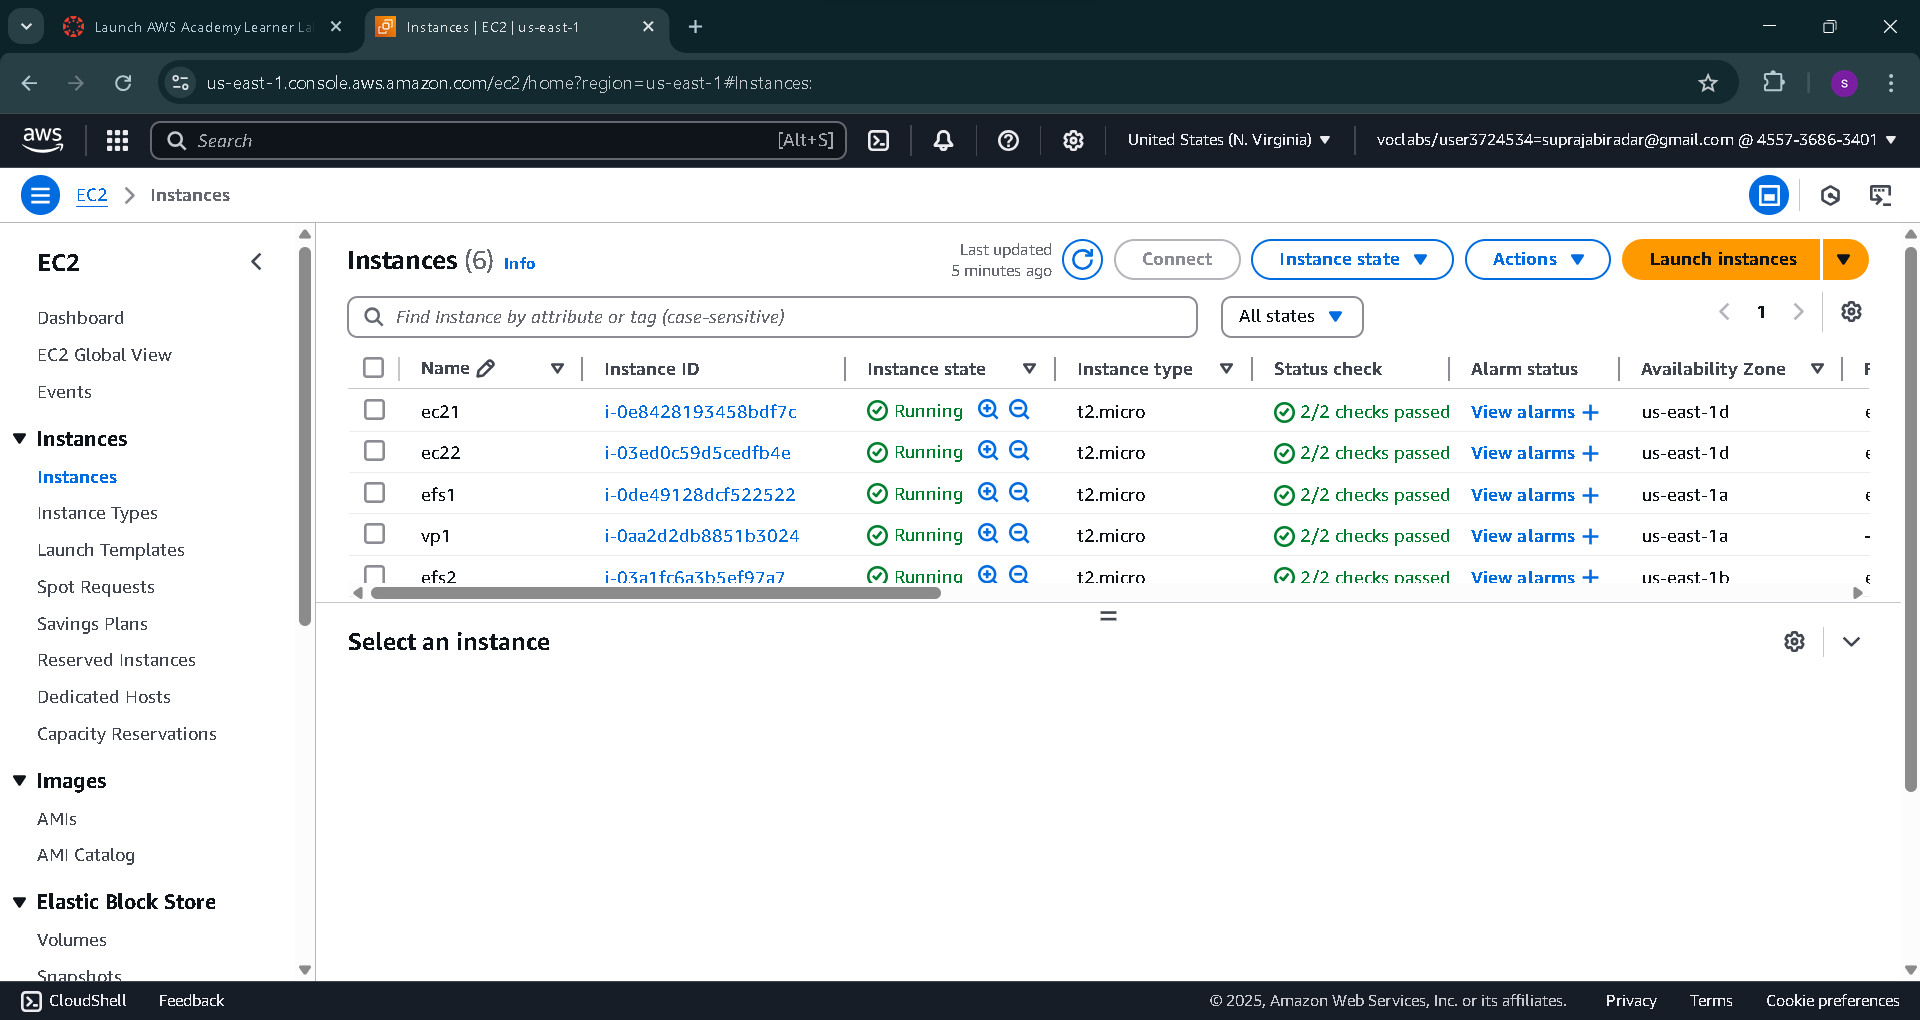 Launch AWS Academy Learner La
Instances | EC2 | us-east-1
us-east-1.console.aws.amazon.com/ec2/home?region=us-east-1#Instances:
S
aws
Search [Alt+S]
United States (N. Virginia)
voclabs/user3724534=suprajabiradar@gmail.com @ 4557-3686-3401
EC2 > Instances
EC2
Dashboard
EC2 Global View
Events
Instances
Instances
Instance Types
Launch Templates
Spot Requests
Savings Plans
Reserved Instances
Dedicated Hosts
Capacity Reservations
Images
AMIs
AMI Catalog
Elastic Block Store
Volumes
Snapshots
Instances (6) Info
Last updated
5 minutes ago
Connect
Instance state
Actions
Launch instances
Find Instance by attribute or tag (case-sensitive)
All states
1
Name Instance ID Instance state Instance type Status check Alarm status Availability Zone
ec21 i-0e8428193458bdf7c Running t2.micro 2/2 checks passed View alarms + us-east-1d
ec22 i-03ed0c59d5cedfb4e Running t2.micro 2/2 checks passed View alarms + us-east-1d
efs1 i-0de49128dcf522522 Running t2.micro 2/2 checks passed View alarms + us-east-1a
vp1 i-0aa2d2db8851b3024 Running t2.micro 2/2 checks passed View alarms + us-east-1a -
efs2 i-03a1fc6a3b5ef97a7 Running t2.micro 2/2 checks passed View alarms + us-east-1b
Select an instance
CloudShell
Feedback
© 2025, Amazon Web Services, Inc. or its affiliates.
Privacy
Terms
Cookie preferences